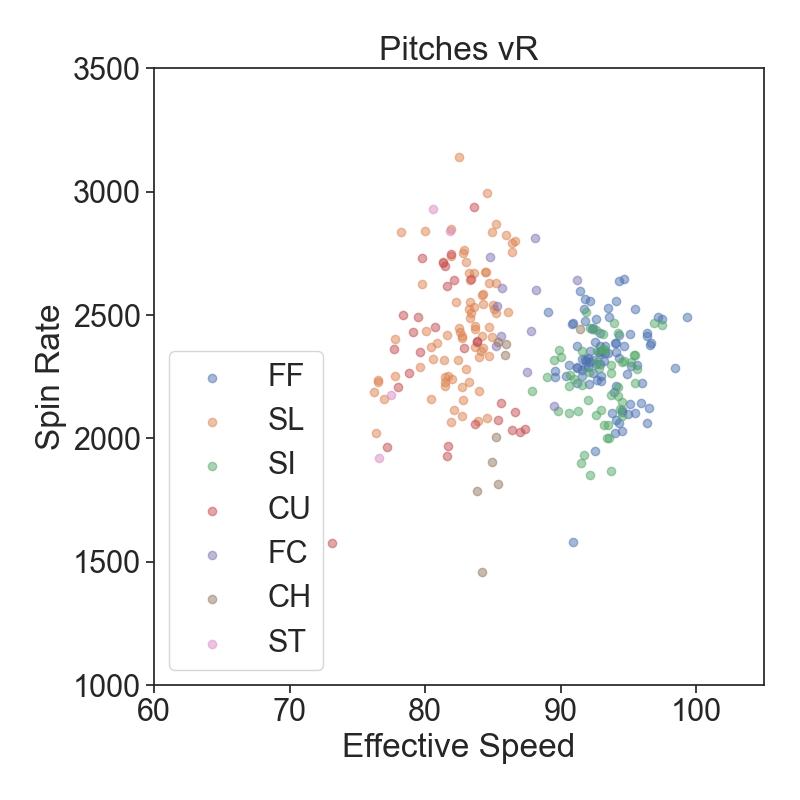 Pitches vR
3500
3000
2500
2000
1500
1000
Spin Rate
FF
SL
SI
CU
FC
CH
ST
60 70 80 90 100
Effective Speed